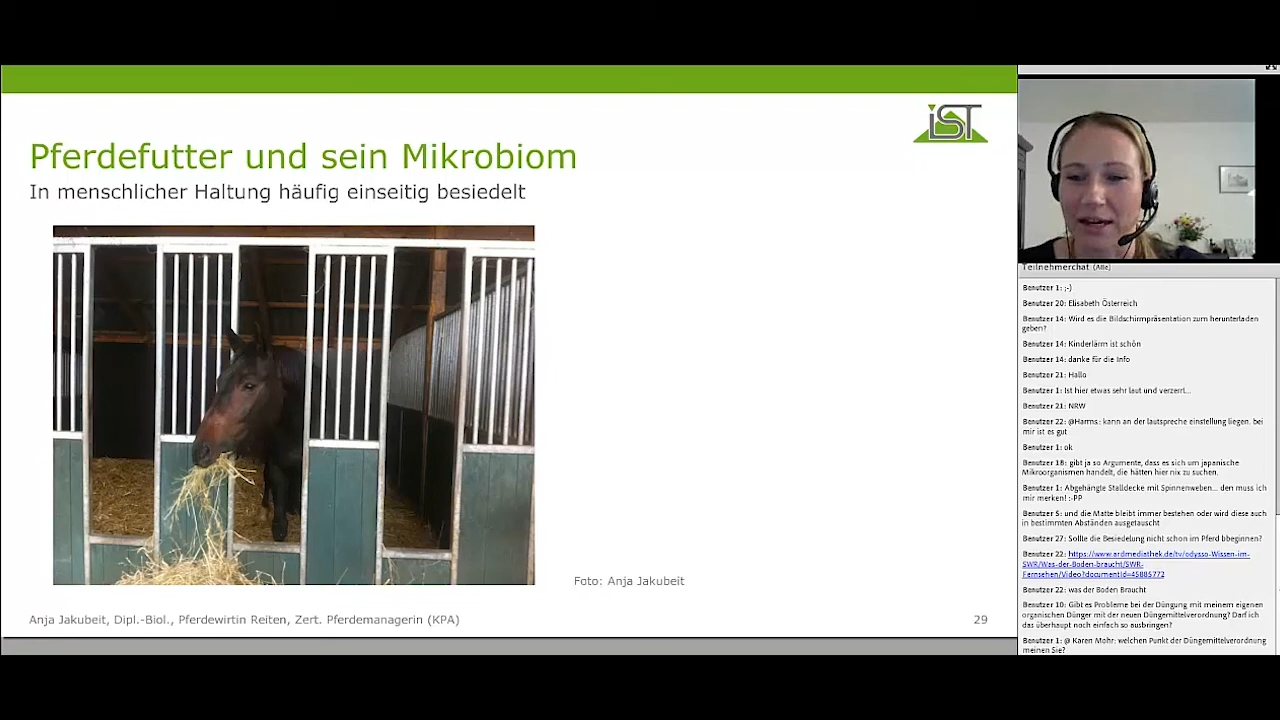 iST
Pferdefutter und sein Mikrobiom
In menschlicher Haltung häufig einseitig besiedelt
Foto: Anja Jakubeit
Anja Jakubeit, Dipl.-Biol., Pferdewirtin Reiten, Zert. Pferdemanagerin (KPA)
29
Teilnehmerchat (Alle)
Benutzer 1: ;-)
Benutzer 20: Elisabeth Österreich
Benutzer 14: Wird es die Bildschirmpräsentation zum herunterladen
geben?
Benutzer 14: Kinderlärm ist schön
Benutzer 14: danke für die Info
Benutzer 21: Hallo
Benutzer 1: Ist hier etwas sehr laut und verzerrt...
Benutzer 21: NRW
Benutzer 22: @Harms.: kann an der lautspreche einstellung liegen. bei
mir ist es gut
Benutzer 1: ok
Benutzer 18: gibt ja so Argumente, dass es sich um japanische
Mikroorganismen handelt, die hätten hier nix zu suchen.
Benutzer 1: Abgehängte Stalldecke mit Spinnenweben... den muss ich
mir merken! :-PP
Benutzer 5: und die Matte bleibt immer bestehen oder wird diese auch
in bestimmten Abständen ausgetauscht
Benutzer 27: Sollte die Besiedelung nicht schon im Pferd bbeginnen?
Benutzer 22: https://www.ardmediathek.de/tv/odysso-Wissen-im-
SWR/Was-der-Boden-braucht/SWR-
Fernsehen/Video?documentId=45885772
Benutzer 22: was der Boden Braucht
Benutzer 10: Gibt es Probleme bei der Düngung mit meinem eigenen
organischen Dünger mit der neuen Düngemittelverordnung? Darf ich
das überhaupt noch einfach so ausbringen?
Benutzer 1: @ Karen Mohr: welchen Punkt der Düngemittelverordnung
meinen Sie?